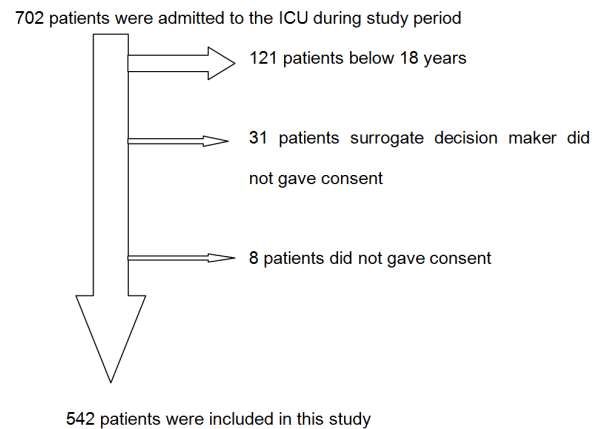 702 patients were admitted to the ICU during study period
121 patients below 18 years
31 patients surrogate decision maker did
not gave consent
8 patients did not gave consent
542 patients were included in this study